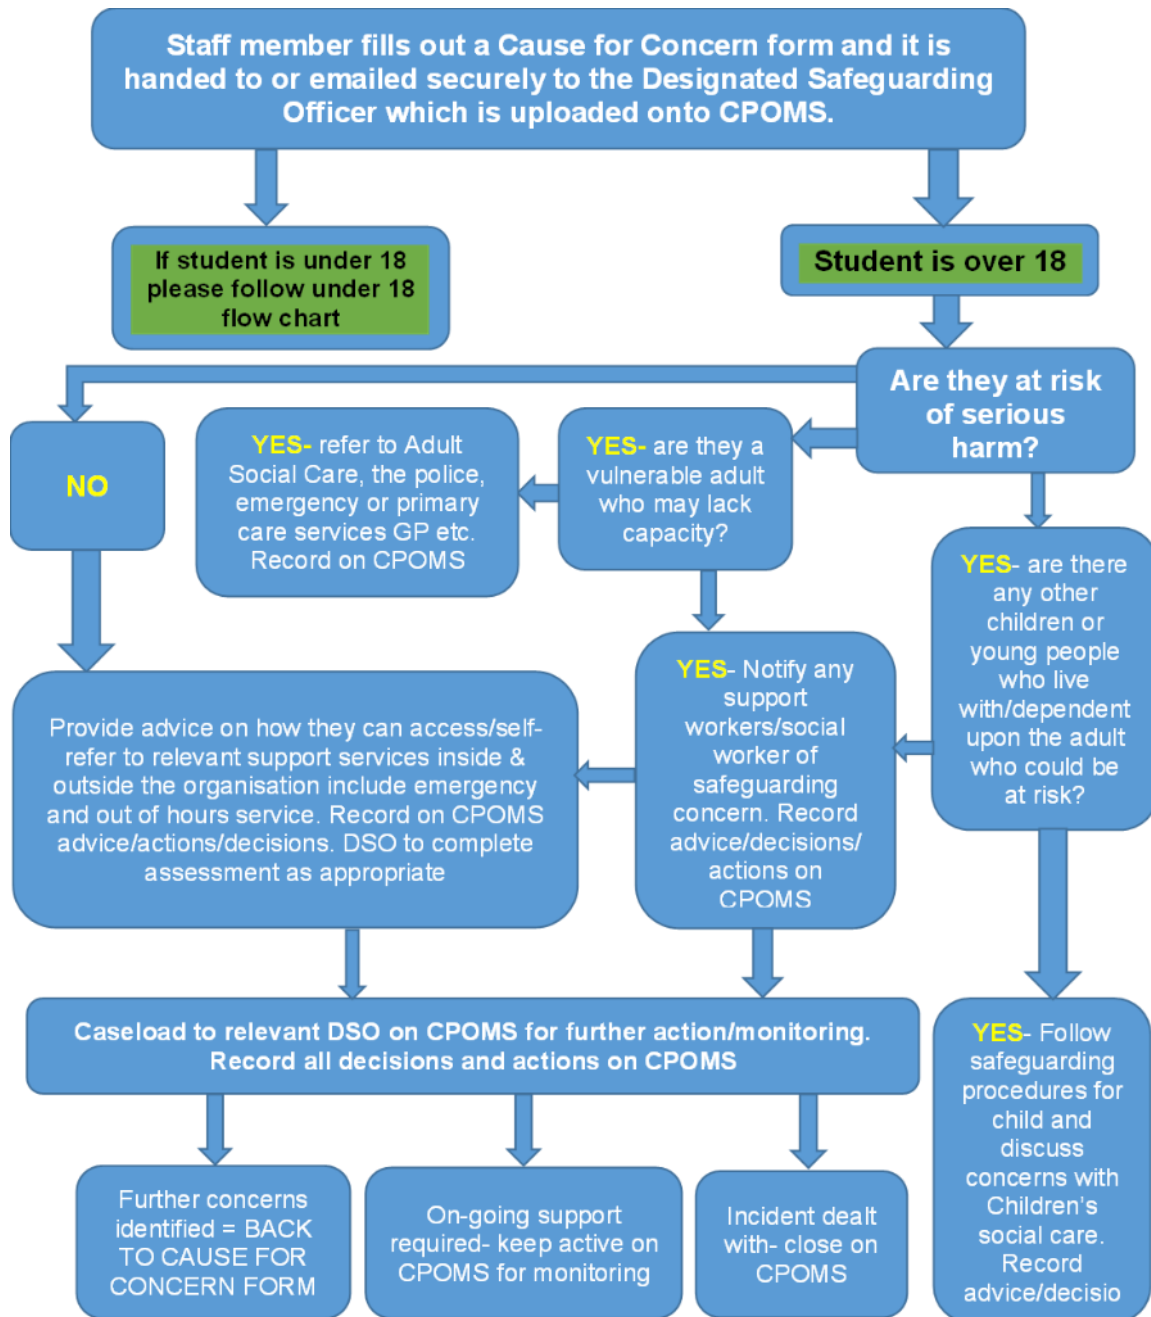 Staff member fills out a Cause for Concern form and it is
handed to or emailed securely to the Designated Safeguarding
Officer which is uploaded onto CPOMS.
If student is under 18
please follow under 18
flow chart
Student is over 18
Are they at risk
of serious
harm?
NO
YES- refer to Adult
Social Care, the police,
emergency or primary
care services GP etc.
Record on CPOMS
YES- are they a
vulnerable adult
who may lack
capacity?
YES- are there
any other
children or
young people
who live
with/dependent
upon the adult
who could be
at risk?
Provide advice on how they can access/self-
refer to relevant support services inside &
outside the organisation include emergency
and out of hours service. Record on CPOMS
advice/actions/decisions. DSO to complete
assessment as appropriate
YES- Notify any
support
workers/social
worker of
safeguarding
concern. Record
advice/decisions/
actions on
CPOMS
Caseload to relevant DSO on CPOMS for further action/monitoring.
Record all decisions and actions on CPOMS
YES- Follow
safeguarding
procedures for
child and
discuss
concerns with
Children's
social care.
Record
advice/decisio
Further concerns
identified = BACK
TO CAUSE FOR
CONCERN FORM
On-going support
required- keep active on
CPOMS for monitoring
Incident dealt
with- close on
CPOMS